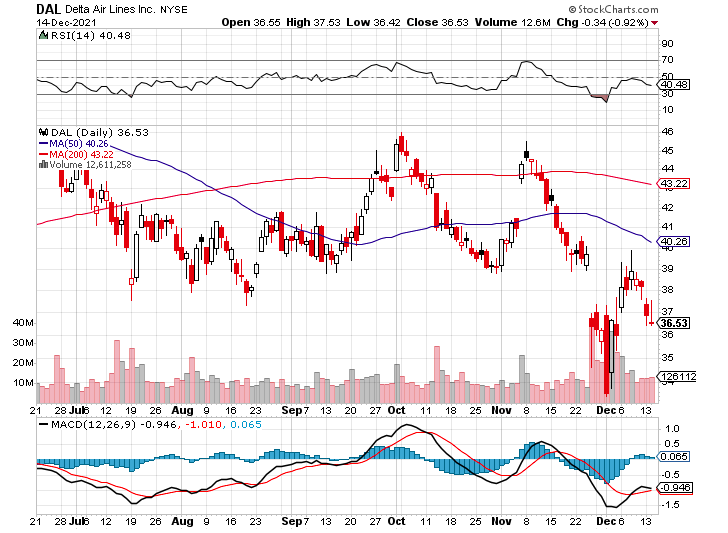 DAL Delta Air Lines Inc. NYSE © StockCharts.com
14-Dec-2021 Open 36.55 High 37.53 Low 36.42 Close 36.53 Volume 12.6M Chg -0.34 (-0.92%)
RSI(14) 40.48
90
70
50
40.48
30
10
DAL (Daily) 36.53
MA(50) 40.26
MA(200) 43.22
Volume 12,611,258
46
45
44
43.22
42
41
40.26
40
39
38
37
36.53
36
35
34
40M
30M
20M
10M
12611258
21 28 Jul 6 12 19 26 Aug 9 16 23 Sep 7 13 20 27 Oct 11 18 25 Nov 8 15 22 Dec 6 13
MACD(12,26,9) -0.946, -1.010, 0.065
1.0
0.5
0.065
-0.5
-0.946
-1.5
21 28 Jul 6 12 19 26 Aug 9 16 23 Sep 7 13 20 27 Oct 11 18 25 Nov 8 15 22 Dec 6 13